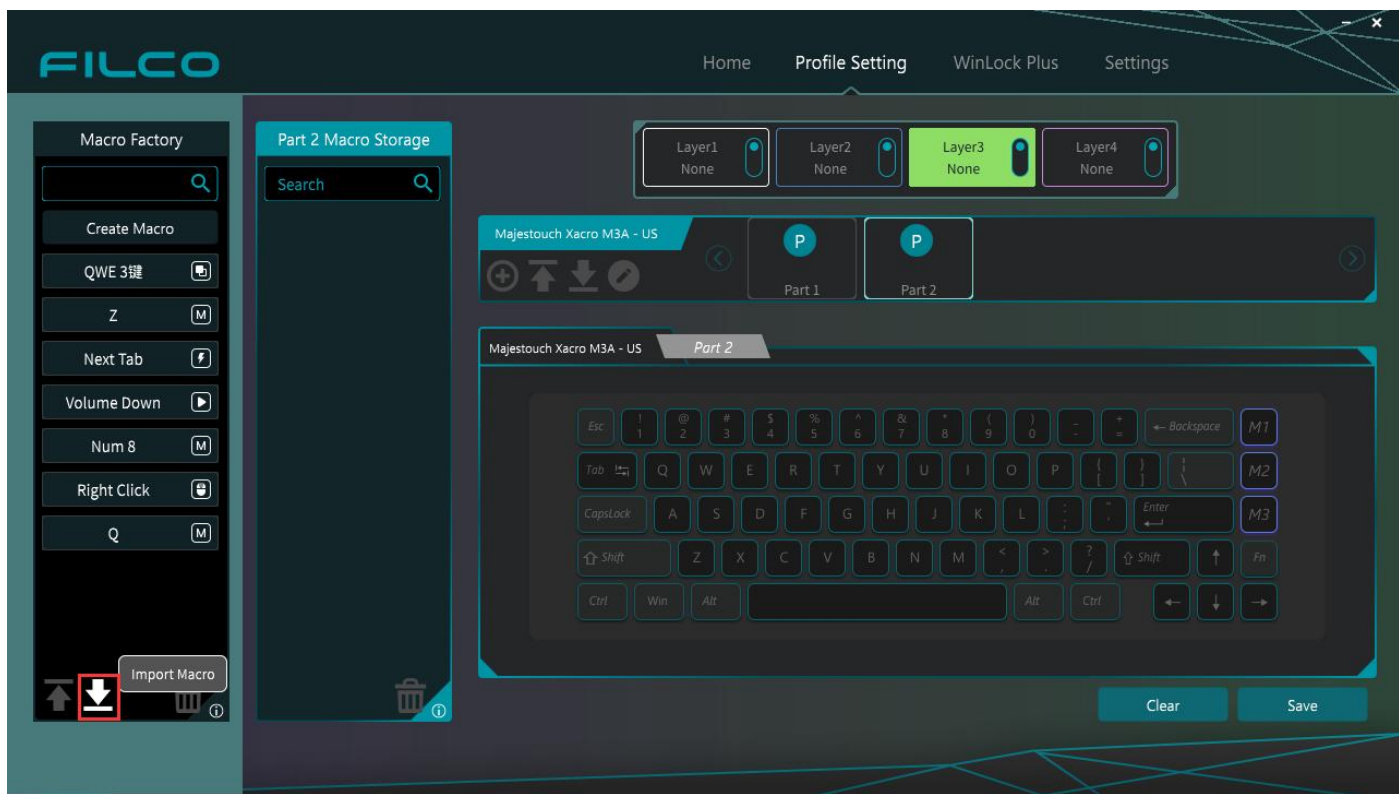 FILCO
Home Profile Setting WinLock Plus Settings
Macro Factory
Create Macro
QWE 3键
Z M
Next Tab
Volume Down
Num 8 M
Right Click
Q M
Import Macro
Part 2 Macro Storage
Search
Layer1 Layer2 Layer3 Layer4
None None None None
Majestouch Xacro M3A - US
P P
Part 1 Part 2
Majestouch Xacro M3A - US Part 2
Esc ! 1 @ 2 # 3 $ 4 % 5 ^ 6 & 7 * 8 ( 9 ) 0 _ - + = ← Backspace M1
Tab Q W E R T Y U I O P { [ } ] ¦ \ M2
CapsLock A S D F G H J K L : ; " ' Enter M3
Shift Z X C V B N M < , > . ? / Shift ↑ Fn
Ctrl Win Alt Alt Ctrl ← ↓ →
Clear Save